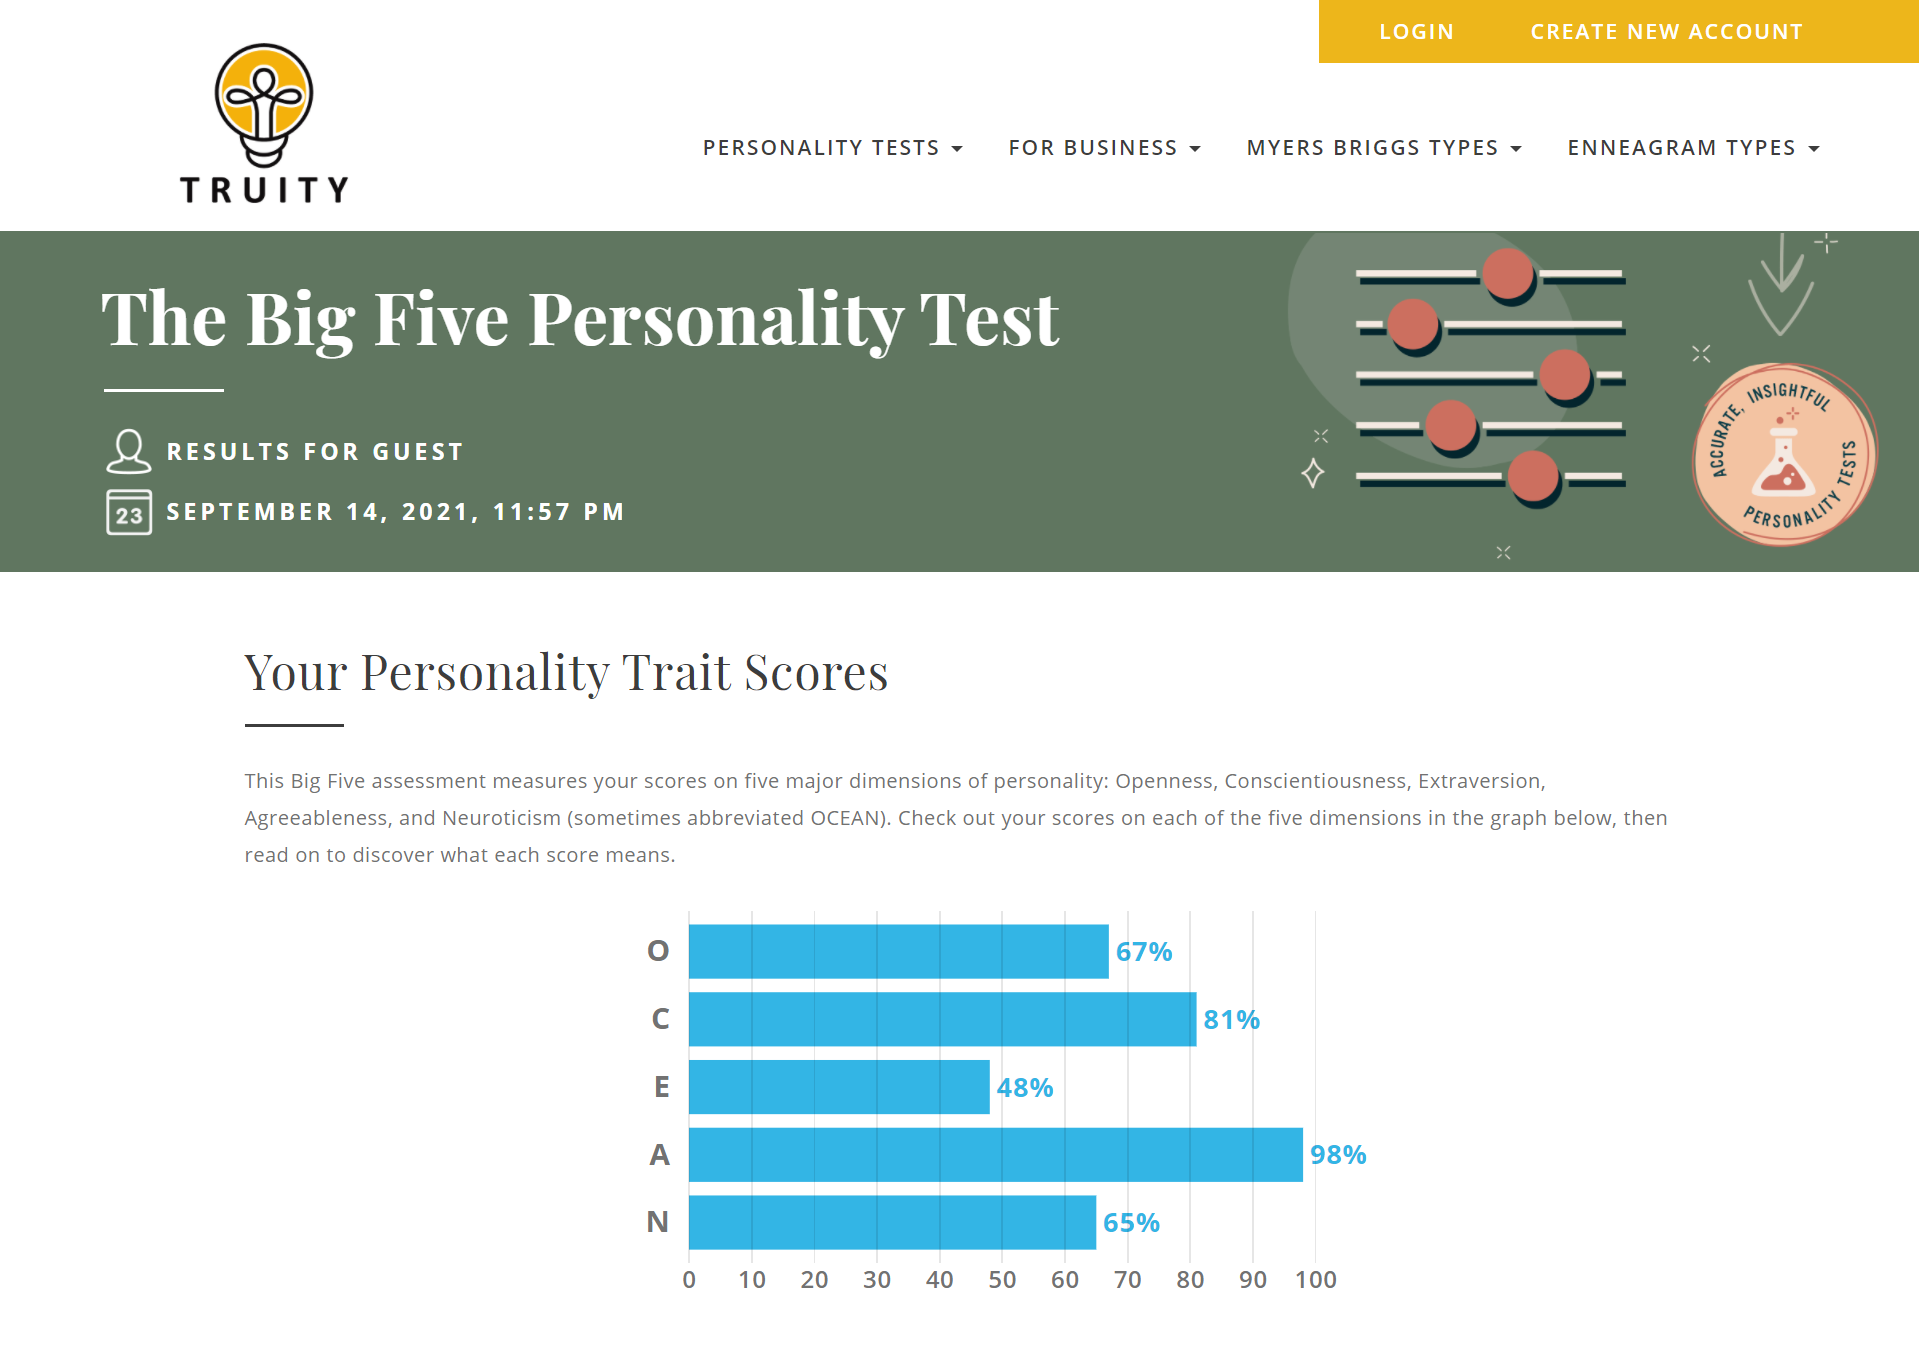 LOGIN CREATE NEW ACCOUNT
TRUITY
PERSONALITY TESTS FOR BUSINESS MYERS BRIGGS TYPES ENNEAGRAM TYPES
The Big Five Personality Test
RESULTS FOR GUEST
23 SEPTEMBER 14, 2021, 11:57 PM
ACCURATE, INSIGHTFUL
PERSONALITY TESTS
Your Personality Trait Scores
This Big Five assessment measures your scores on five major dimensions of personality: Openness, Conscientiousness, Extraversion,
Agreeableness, and Neuroticism (sometimes abbreviated OCEAN). Check out your scores on each of the five dimensions in the graph below, then
read on to discover what each score means.
O 67%
C 81%
E 48%
A 98%
N 65%
0 10 20 30 40 50 60 70 80 90 100